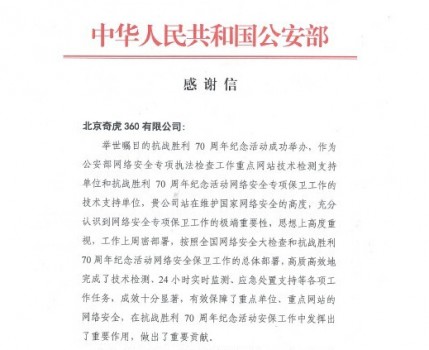 中华人民共和国公安部
感谢信
北京奇虎360有限公司：
举世瞩目的抗战胜利 70 周年纪念活动成功举办，作为
公安部网络安全专项执法检查工作重点网站技术检测支持
单位和抗战胜利 70 周年纪念活动网络安全专项保卫工作的
技术支持单位，贵公司站在维护国家网络安全的高度，充分
认识到网络安全专项保卫工作的极端重要性，思想上高度重
视，工作上周密部署，按照全国网络安全大检查和抗战胜利
70 周年纪念活动网络安全保卫工作的总体部署，高质高效地
完成了技术检测、24 小时实时监测、应急处置支持等各项工
作任务，成效十分显著，有效保障了重点单位、重点网站的
网络安全，在抗战胜利 70 周年纪念活动安保工作中发挥出
了重要作用，做出了重要贡献。